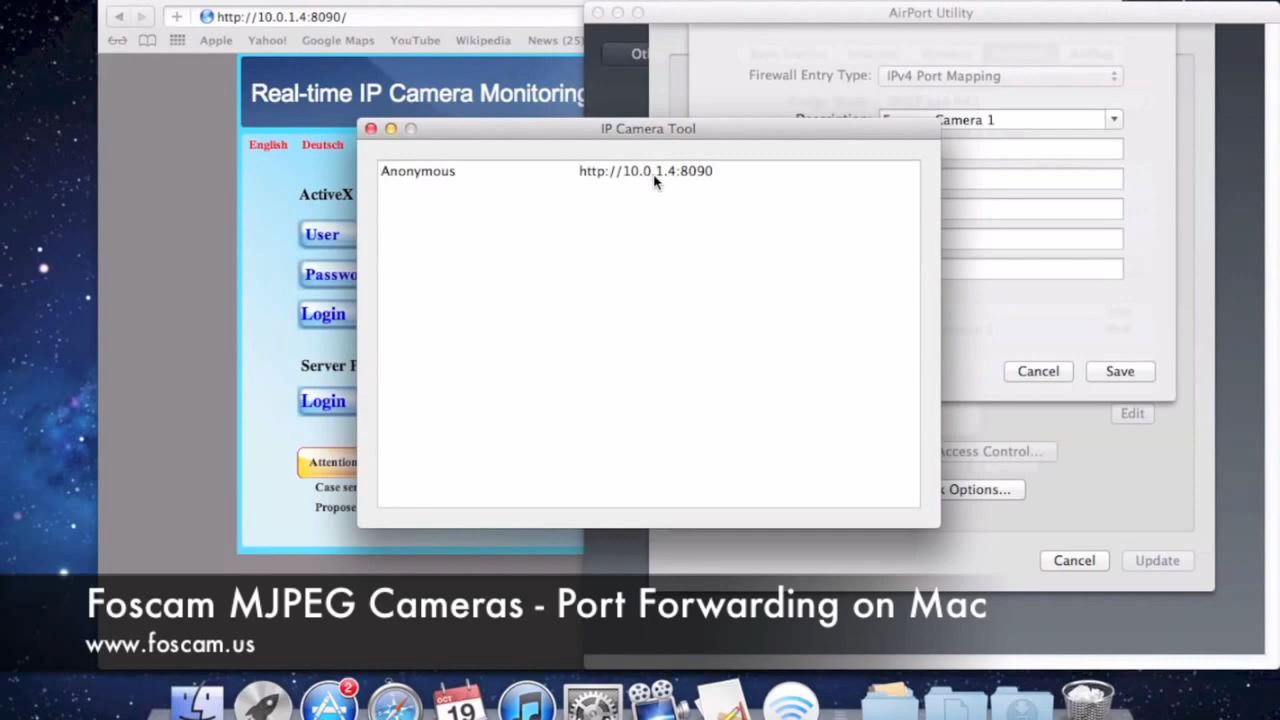 http://10.0.1.4:8090/
AirPort Utility
Apple Yahoo! Google Maps YouTube Wikipedia News (25)
Real-time IP Camera Monitoring
Firewall Entry Type: IPv4 Port Mapping
Description: Camera 1
IP Camera Tool
English Deutsch
Anonymous http://10.0.1.4:8090
ActiveX
User
Login
Server
Cancel Save
Login
Edit
Access Control...
Attention
Options...
Case
Propose
Cancel Update
Foscam MJPEG Cameras - Port Forwarding on Mac
www.foscam.us
2
OCT
19